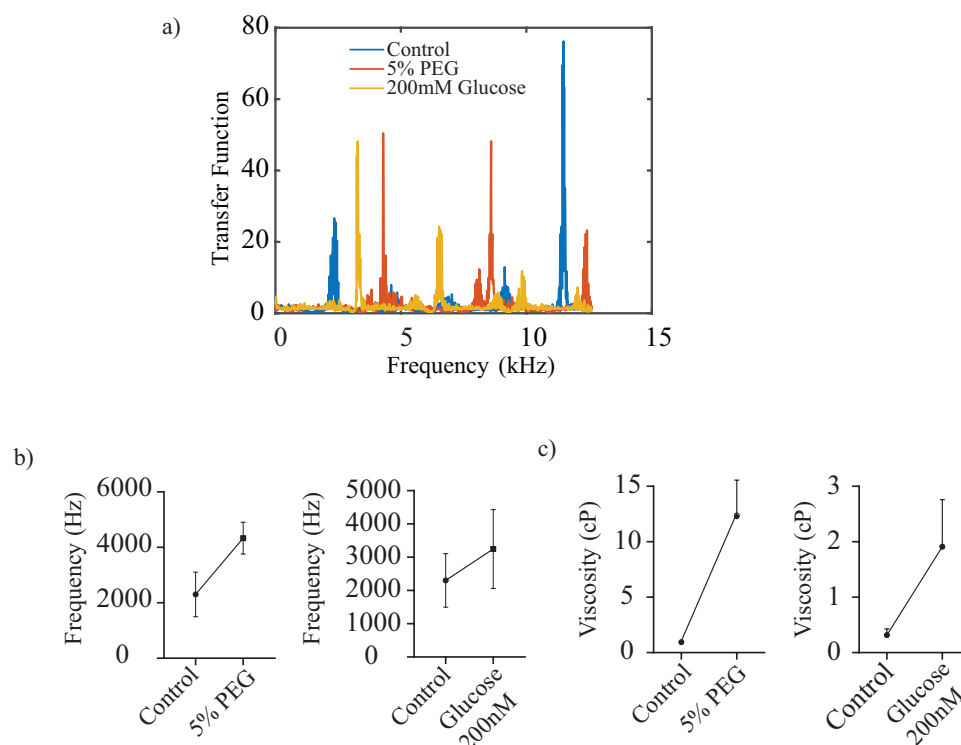 a)
80
60
40
20
0
Transfer Function
Control
5% PEG
200mM Glucose
0 5 10 15
Frequency (kHz)
b)
6000
4000
2000
0
Frequency (Hz)
Control
5% PEG
5000
4000
3000
2000
1000
0
Frequency (Hz)
Control
Glucose
200nM
c)
15
10
5
0
Viscosity (cP)
Control
5% PEG
3
2
1
0
Viscosity (cP)
Control
Glucose
200nM